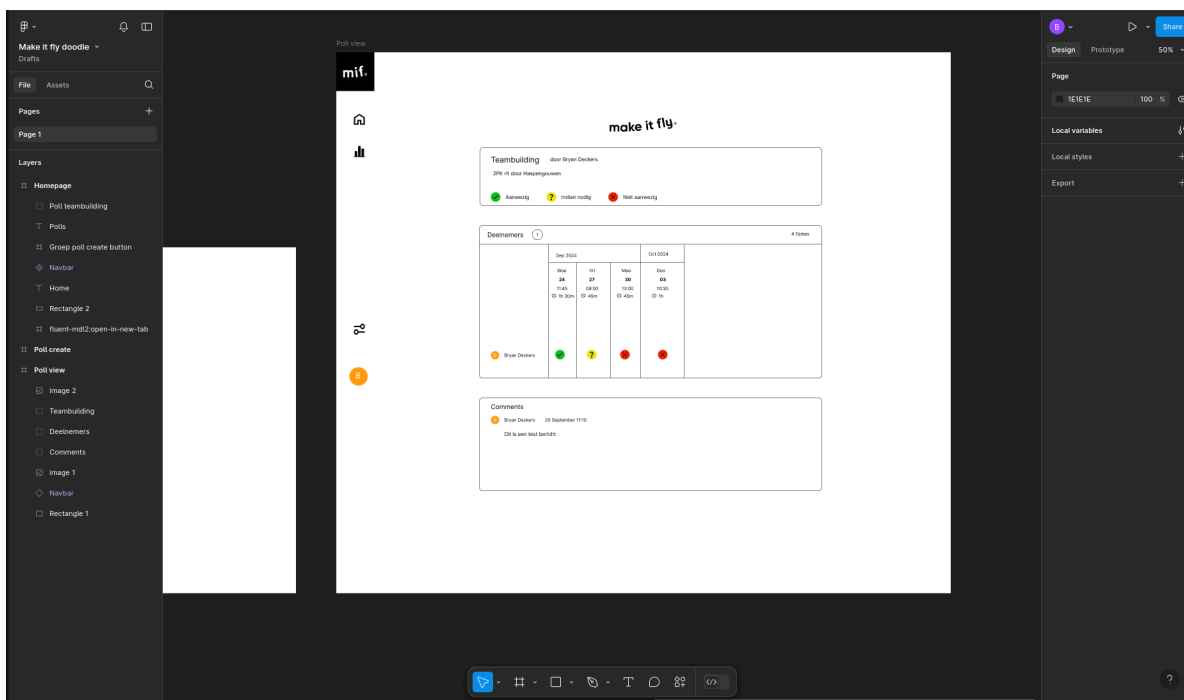 Make it fly doodle
Drafts
File Assets
Pages
Page 1
Layers
Homepage
Poll teambuilding
Polls
Groep poll create button
Navbar
Home
Rectangle 2
fluent-mdl2:open-in-new-tab
Poll create
Poll view
image 2
Teambuilding
Deelnemers
Comments
image 1
Navbar
Rectangle 1
Poll view
mif.
B
make it fly
Teambuilding door Bryan Deckers
2PK rit door Haspengouwen
Aanwezig ? Indien nodig Niet aanwezig
Deelnemers 1 4 Opties
Sep 2024 Oct 2024
Woe Vri Maa Don
24 27 30 03
11:45 09:00 13:00 10:30
1h 30m 45m 45m 1h
Bryan Deckers ?
Comments
Bryan Deckers 20 September 11:10
Dit is een test bericht
B Share
Design Prototype 50%
Page
1E1E1E 100 %
Local variables
Local styles
Export
?